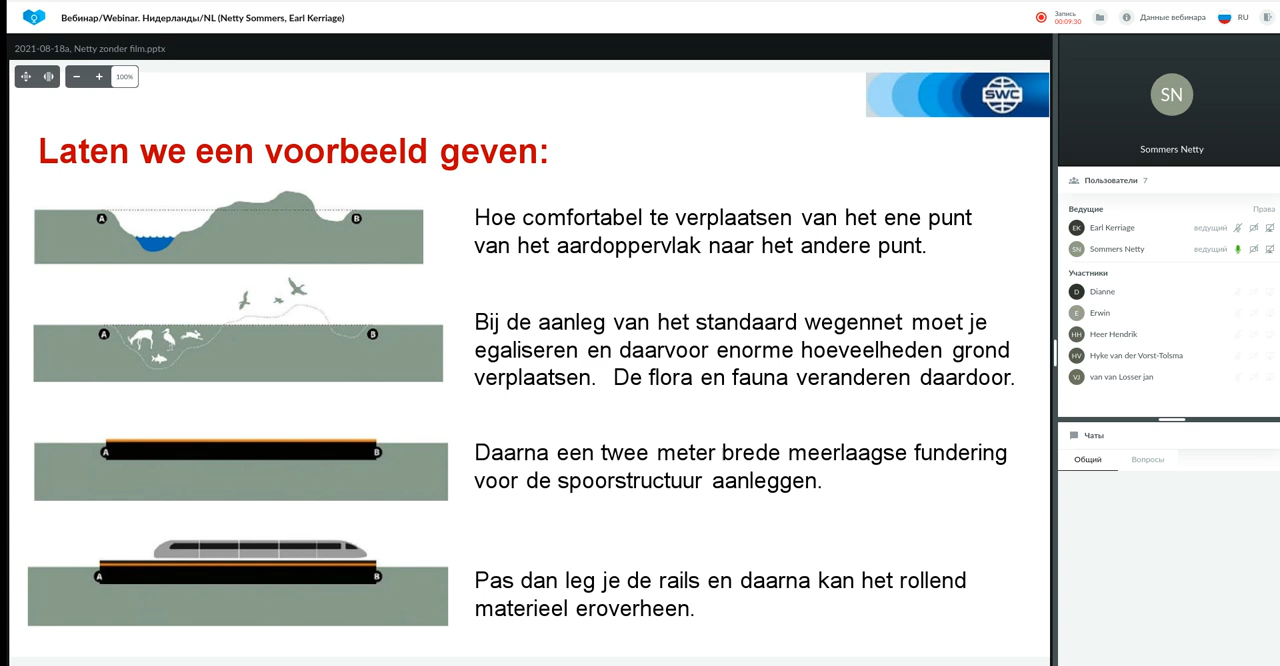 Вебинар/Webinar. Нидерланды/NL (Netty Sommers, Earl Kerriage)
Запись
00:09:30
Данные вебинара
RU
2021-08-18a, Netty zonder film.pptx
100%
SWC
Laten we een voorbeeld geven:
A
B
Hoe comfortabel te verplaatsen van het ene punt
van het aardoppervlak naar het andere punt.
A
B
Bij de aanleg van het standaard wegennet moet je
egaliseren en daarvoor enorme hoeveelheden grond
verplaatsen. De flora en fauna veranderen daardoor.
A
B
Daarna een twee meter brede meerlaagse fundering
voor de spoorstructuur aanleggen.
A
B
Pas dan leg je de rails en daarna kan het rollend
materieel eroverheen.
SN
Sommers Netty
Пользователи 7
Ведущие Права
EK Earl Kerriage ведущий
SN Sommers Netty ведущий
Участники
D Dianne
E Erwin
HH Heer Hendrik
HV Hyke van der Vorst-Tolsma
VJ van van Losser jan
Чаты
Общий Вопросы